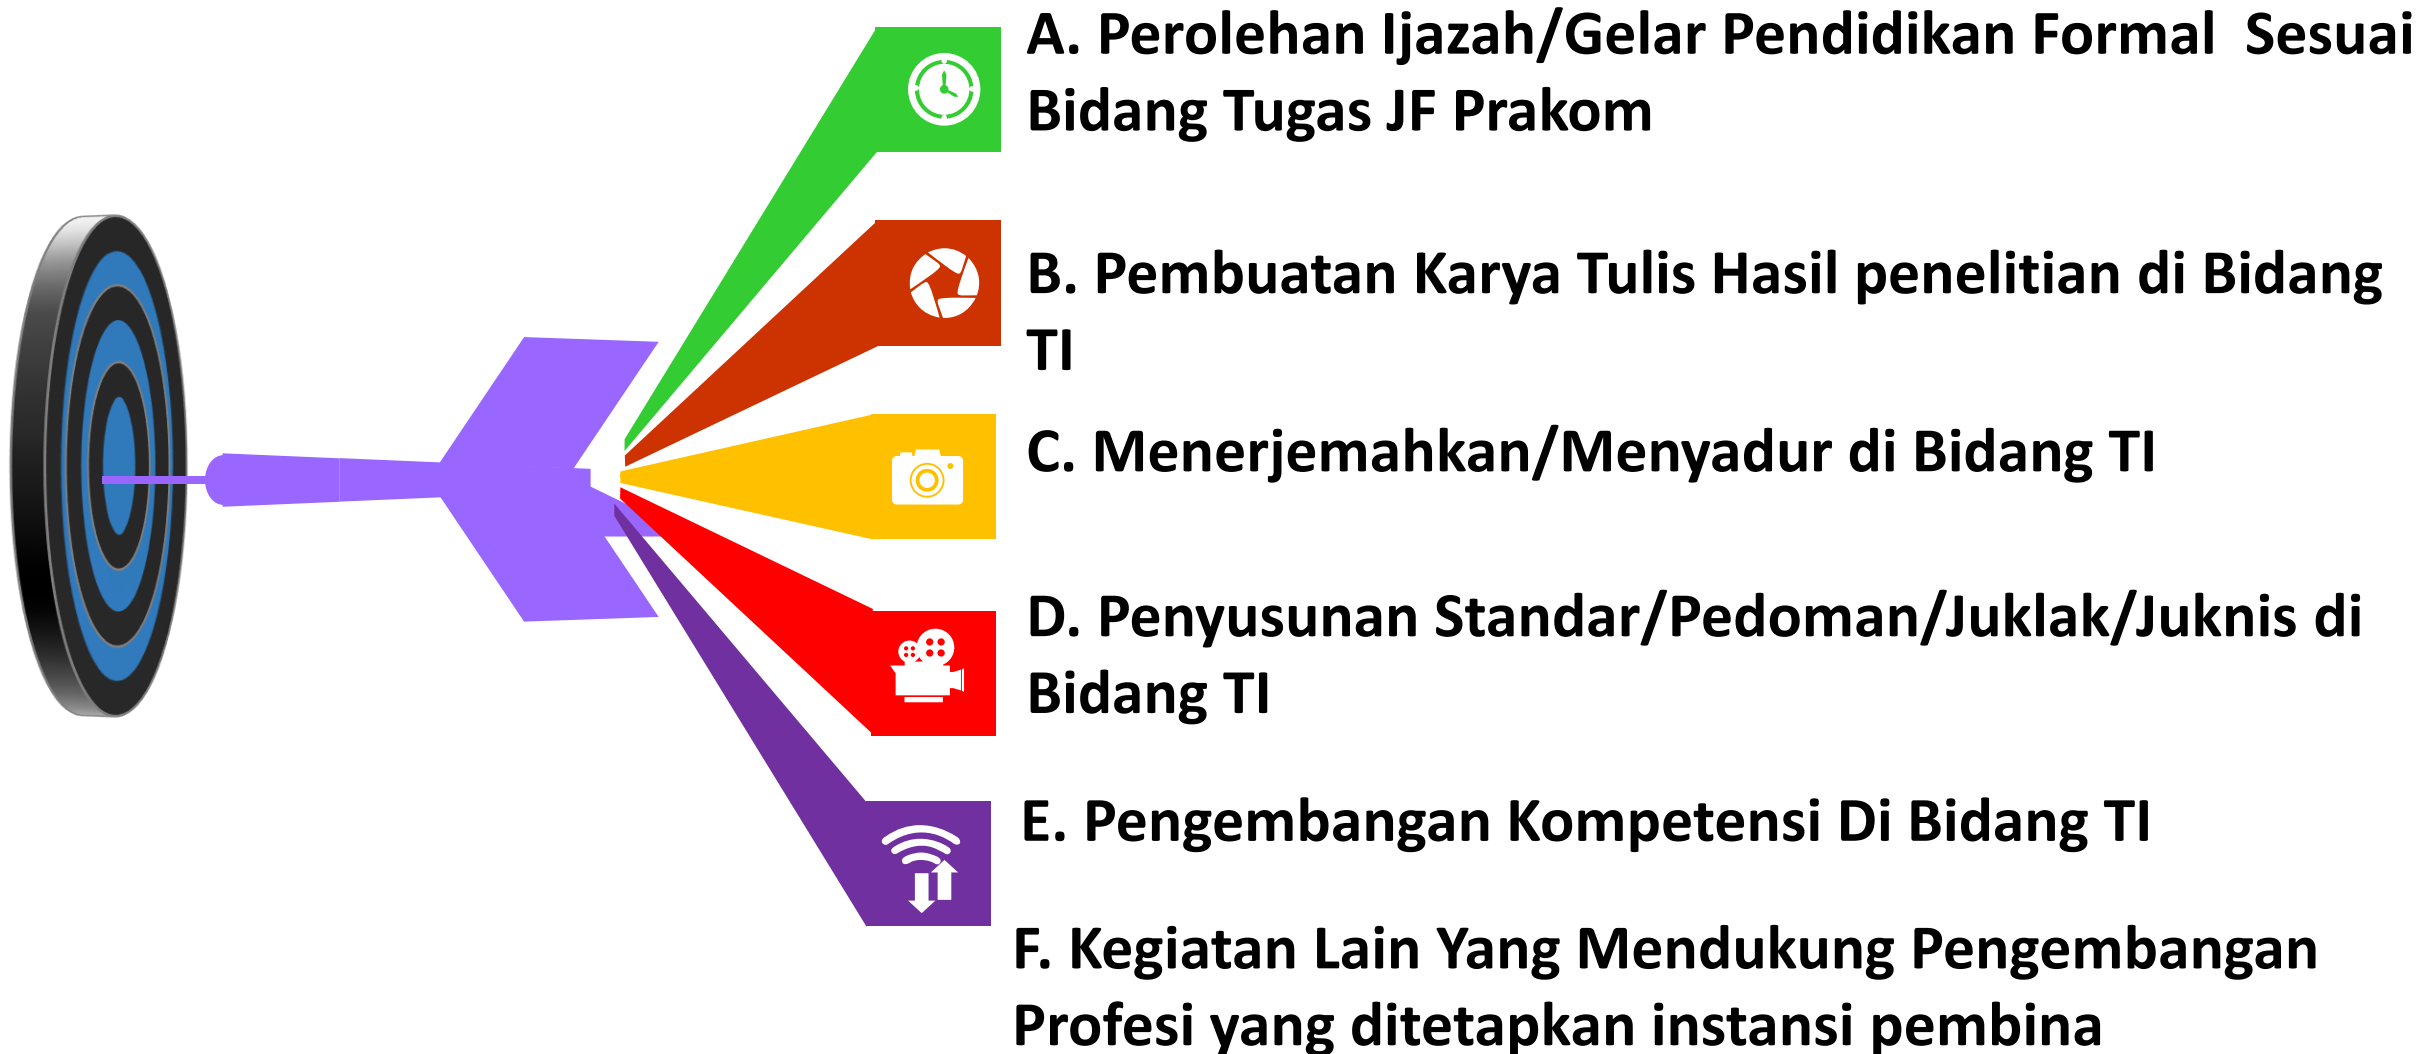 A. Perolehan Ijazah/Gelar Pendidikan Formal  Sesuai
Bidang Tugas JF Prakom
B. Pembuatan Karya Tulis Hasil penelitian di Bidang
TI
C. Menerjemahkan/Menyadur di Bidang TI
D. Penyusunan Standar/Pedoman/Juklak/Juknis di
Bidang TI
E. Pengembangan Kompetensi Di Bidang TI
F. Kegiatan Lain Yang Mendukung Pengembangan
Profesi yang ditetapkan instansi pembina